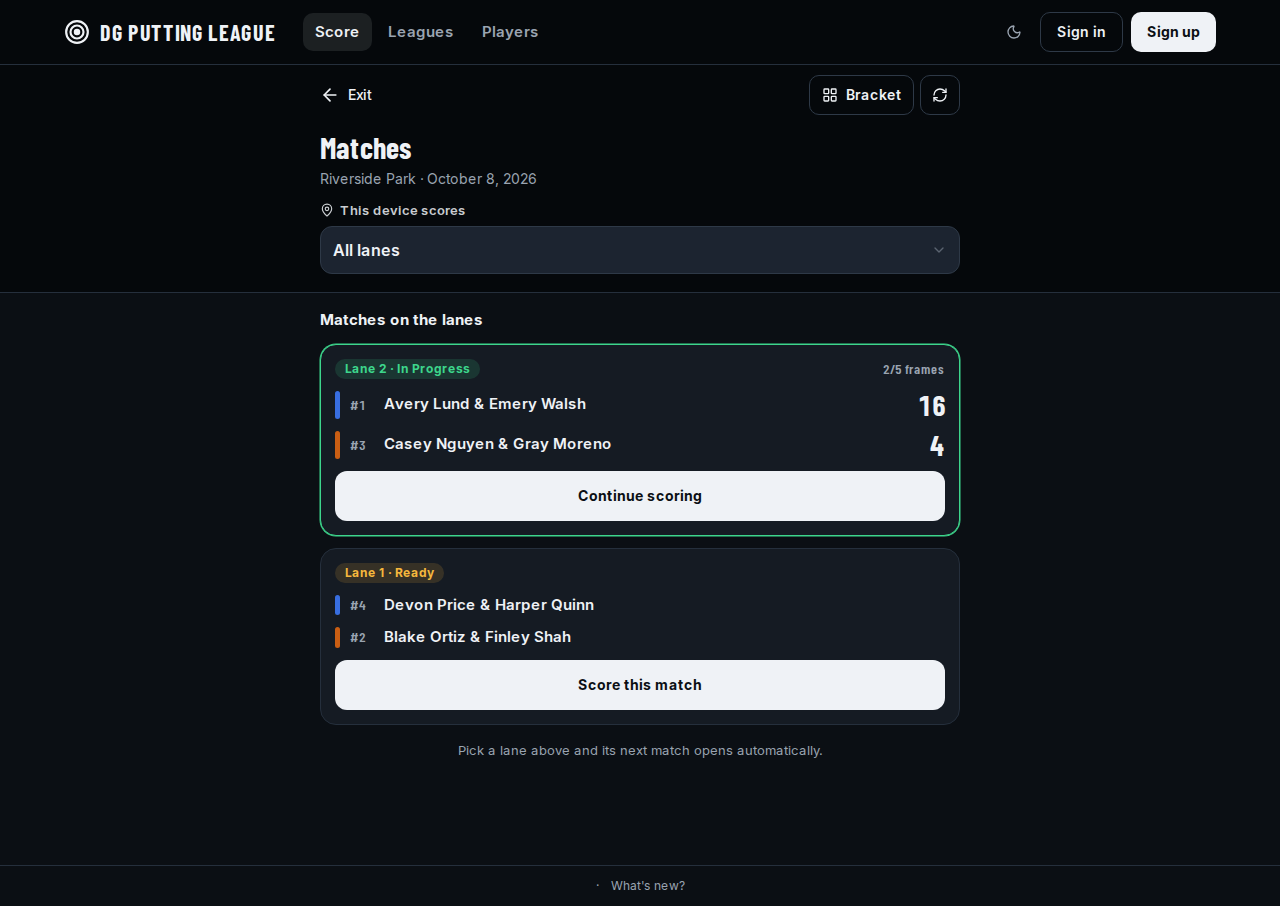 DG PUTTING LEAGUE Score Leagues Players Sign in Sign up
Exit Bracket
Matches
Riverside Park · October 8, 2026
This device scores
All lanes
Matches on the lanes
Lane 2 · In Progress 2/5 frames
#1 Avery Lund & Emery Walsh 16
#3 Casey Nguyen & Gray Moreno 4
Continue scoring
Lane 1 · Ready
#4 Devon Price & Harper Quinn
#2 Blake Ortiz & Finley Shah
Score this match
Pick a lane above and its next match opens automatically.
· What's new?